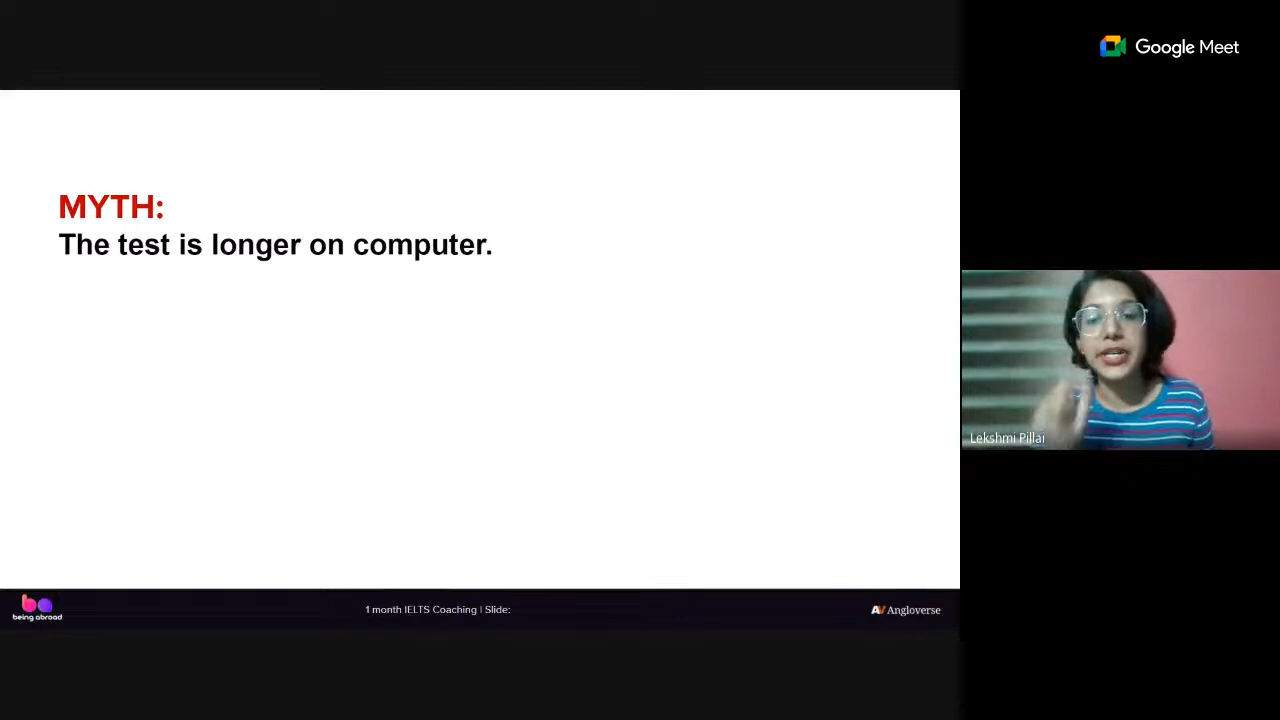 Google Meet
MYTH:
The test is longer on computer.
Lekshmi Pillai
being abroad
1 month IELTS Coaching | Slide:
AV Angloverse